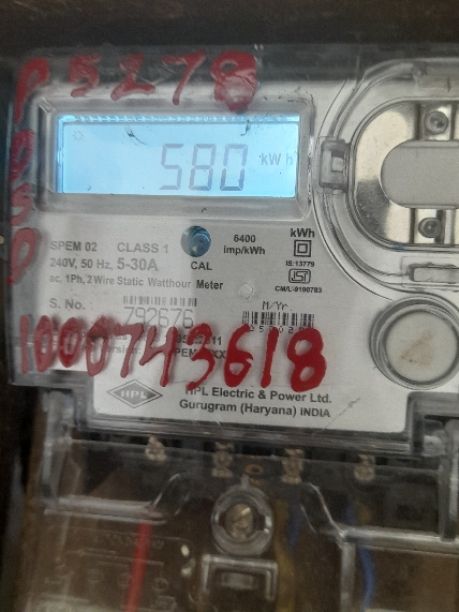 P 5278
580 kWh
SPEM 02 CLASS 1
240V, 50 Hz, 5-30A
ac, 1Ph, 2 Wire Static Watthour Meter
CAL
6400
imp/kWh
kWh
IS:13779
CM/L-9190783
S. No.
792676
M/Yr.
1000743618
HPL
HPL Electric & Power Ltd.
Gurugram (Haryana) INDIA